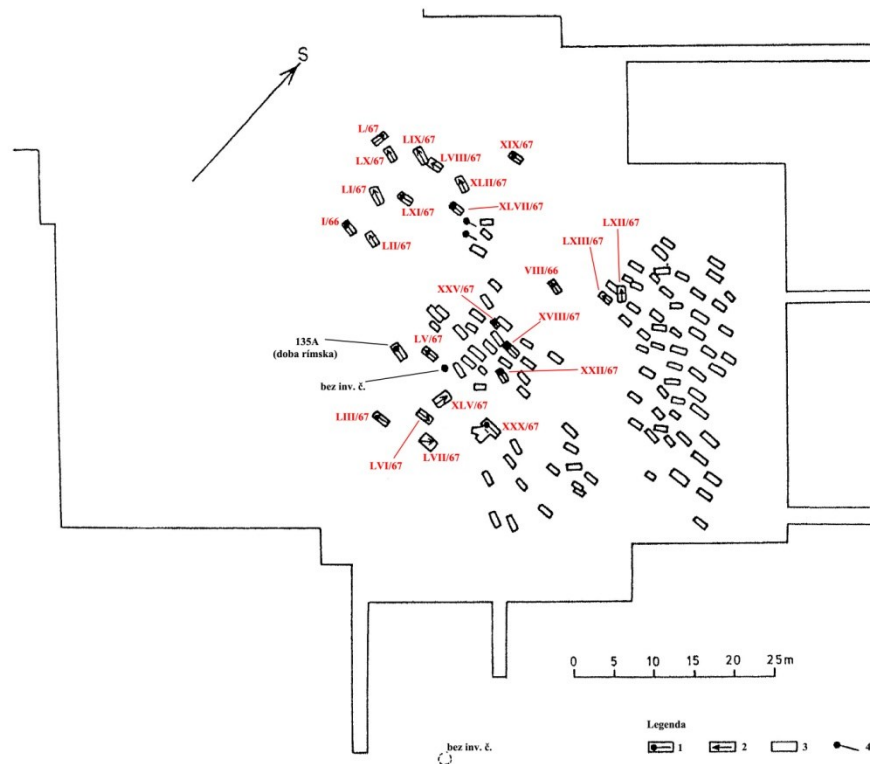 S
L/67
LIX/67
LX/67
LVIII/67
XIX/67
XLII/67
LI/67
LXI/67
XLVII/67
I/66
LII/67
LXII/67
LXIII/67
VIII/66
XXV/67
XVIII/67
135A
(doba rímska)
LV/67
bez inv. č.
XXII/67
XLV/67
LIII/67
XXX/67
LVI/67
LVII/67
0 5 10 15 20 25m
Legenda
1 2 3 4
bez inv. č.